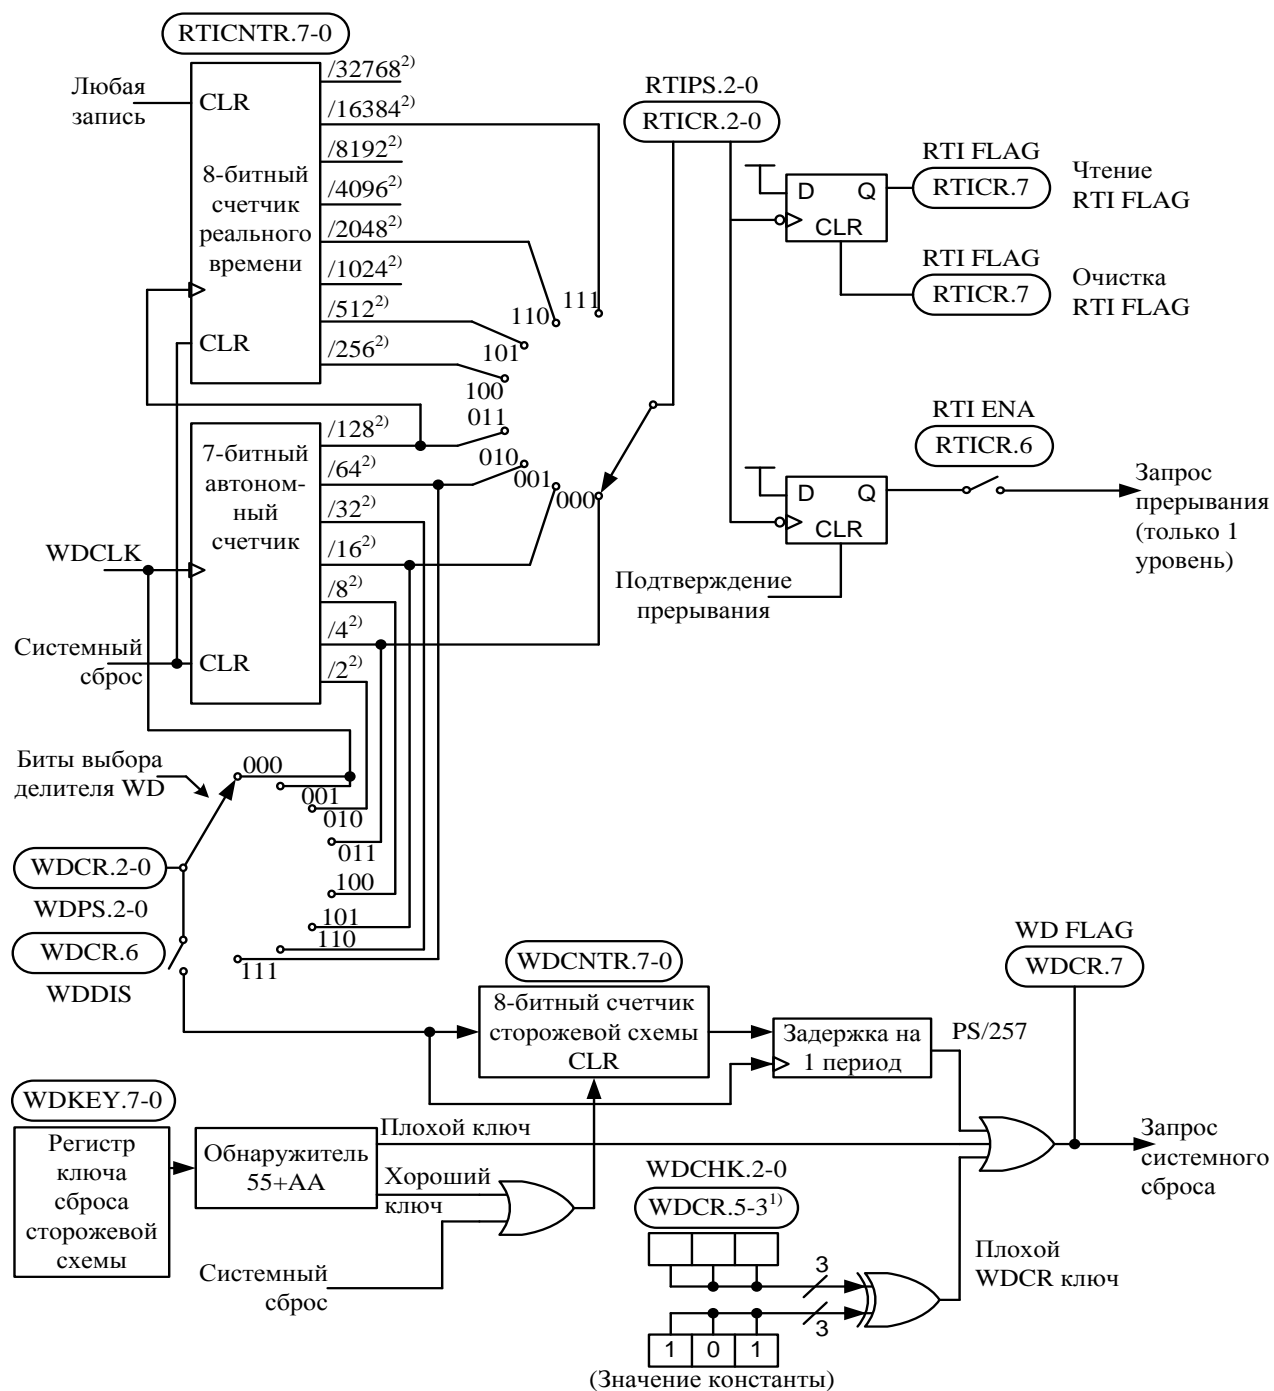 RTICNTR.7-0
Любая
запись
CLR
8-битный
счетчик
реального
времени
CLR
/32768²⁾
/16384²⁾
/8192²⁾
/4096²⁾
/2048²⁾
/1024²⁾
/512²⁾
/256²⁾
111
110
101
100
011
010
001
000
RTIPS.2-0
RTICR.2-0
D Q
CLR
RTI FLAG
RTICR.7
Чтение
RTI FLAG
RTI FLAG
RTICR.7
Очистка
RTI FLAG
7-битный
автоном-
ный
счетчик
CLR
/128²⁾
/64²⁾
/32²⁾
/16²⁾
/8²⁾
/4²⁾
/2²⁾
WDCLK
Системный
сброс
RTI ENA
RTICR.6
D Q
CLR
Запрос
прерывания
(только 1
уровень)
Подтверждение
прерывания
Биты выбора
делителя WD
000
001
010
011
100
101
110
111
WDCR.2-0
WDPS.2-0
WDCR.6
WDDIS
WDCNTR.7-0
8-битный счетчик
сторожевой схемы
CLR
Задержка на
1 период
PS/257
WD FLAG
WDCR.7
WDKEY.7-0
Регистр
ключа
сброса
сторожевой
схемы
Обнаружитель
55+AA
Плохой ключ
Хороший
ключ
Системный
сброс
Запрос
системного
сброса
WDCHK.2-0
WDCR.5-3¹⁾
3
3
Плохой
WDCR ключ
1 0 1
(Значение константы)